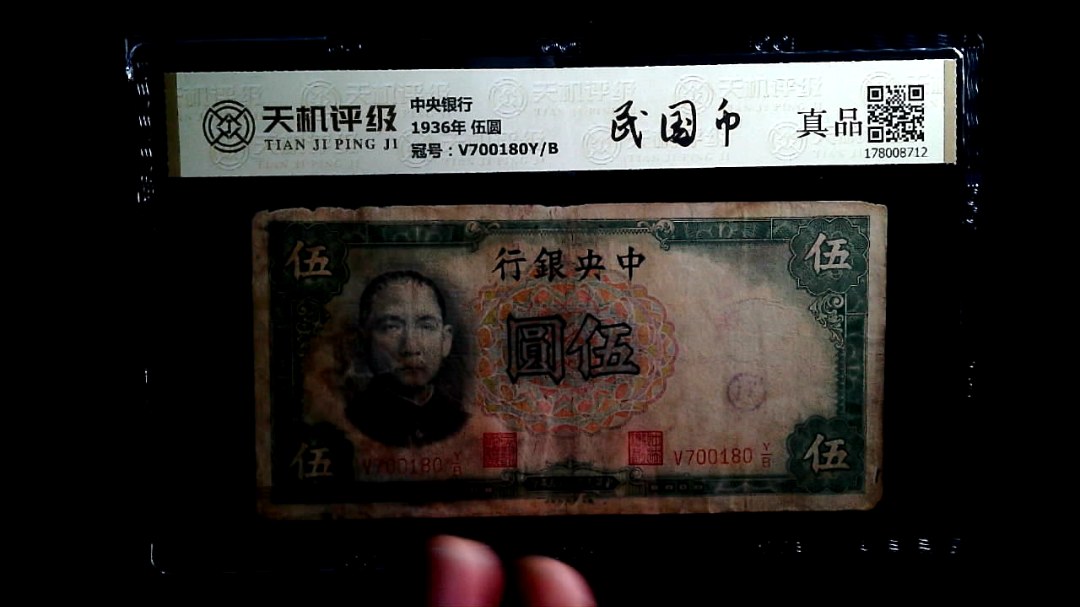 天机评级
TIAN JI PING JI
中央银行
1936年 伍圆
冠号：V700180Y/B
民国币
真品
178008712
伍
伍
行銀央中
圓伍
伍
伍
V700180 Y/B
V700180 Y/B